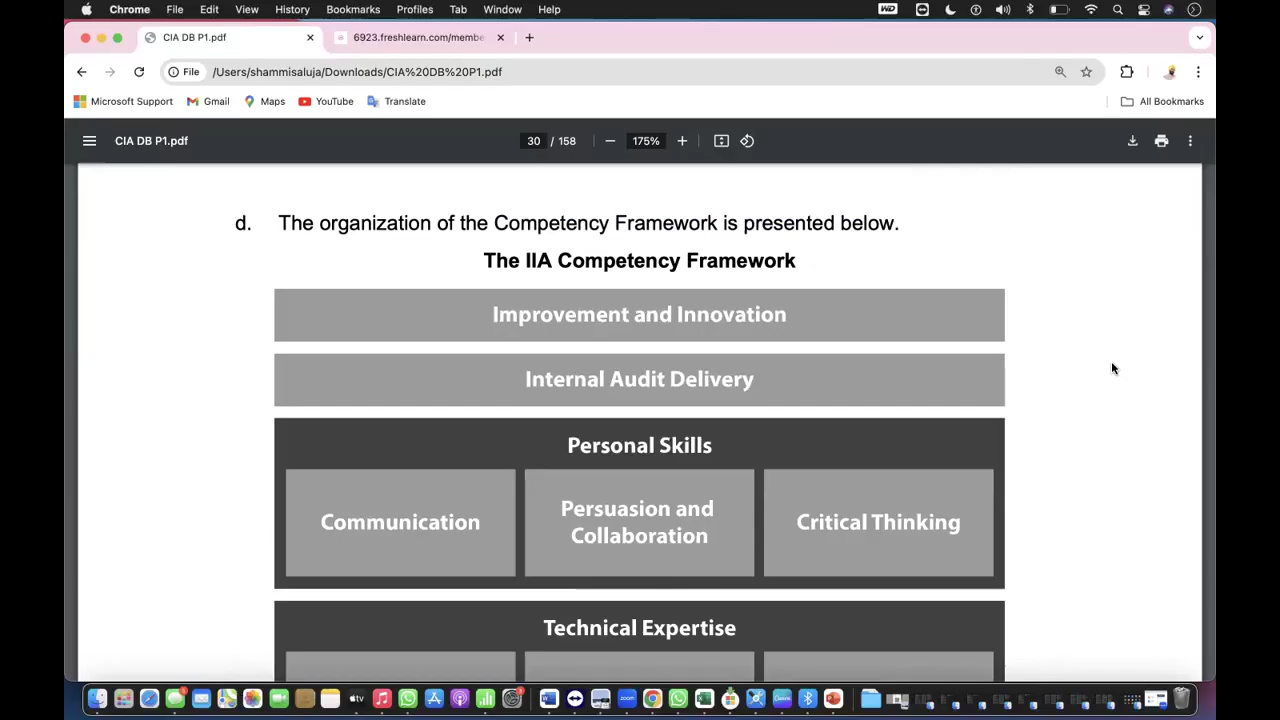 Chrome File Edit View History Bookmarks Profiles Tab Window Help
CIA DB P1.pdf
6923.freshlearn.com/membe
File /Users/shammisaluja/Downloads/CIA%20DB%20P1.pdf
Microsoft Support Gmail Maps YouTube Translate All Bookmarks
CIA DB P1.pdf 30 / 158 175%
d. The organization of the Competency Framework is presented below.
The IIA Competency Framework
Improvement and Innovation
Internal Audit Delivery
Personal Skills
Communication
Persuasion and
Collaboration
Critical Thinking
Technical Expertise